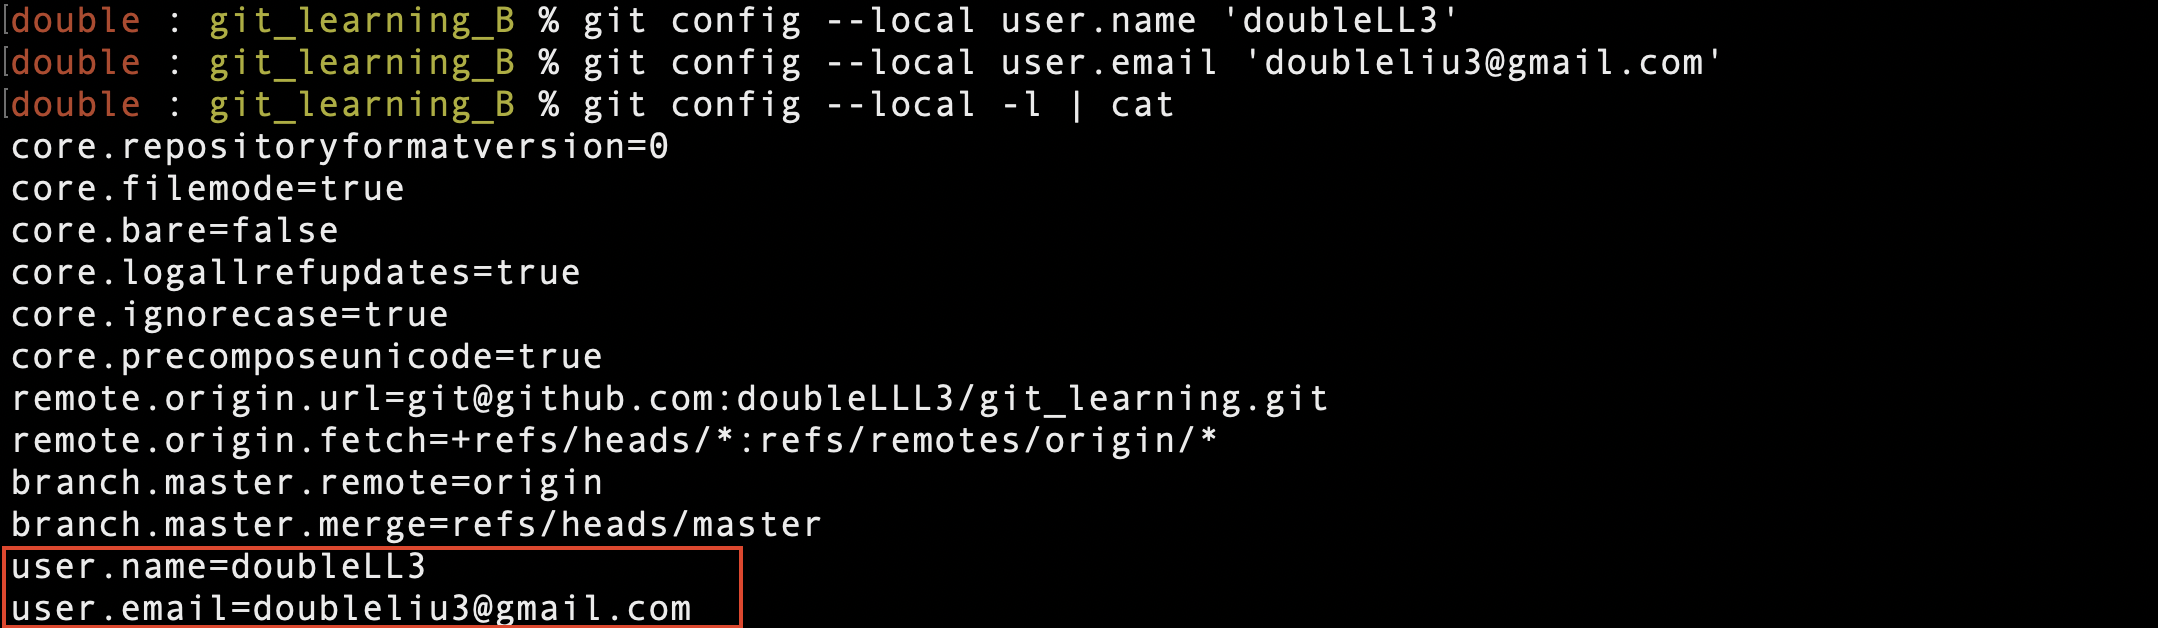 [double : git_learning_B % git config --local user.name 'doubleLL3'
[double : git_learning_B % git config --local user.email 'doubleliu3@gmail.com'
[double : git_learning_B % git config --local -l | cat
core.repositoryformatversion=0
core.filemode=true
core.bare=false
core.logallrefupdates=true
core.ignorecase=true
core.precomposeunicode=true
remote.origin.url=git@github.com:doubleLLL3/git_learning.git
remote.origin.fetch=+refs/heads/*:refs/remotes/origin/*
branch.master.remote=origin
branch.master.merge=refs/heads/master
user.name=doubleLL3
user.email=doubleliu3@gmail.com